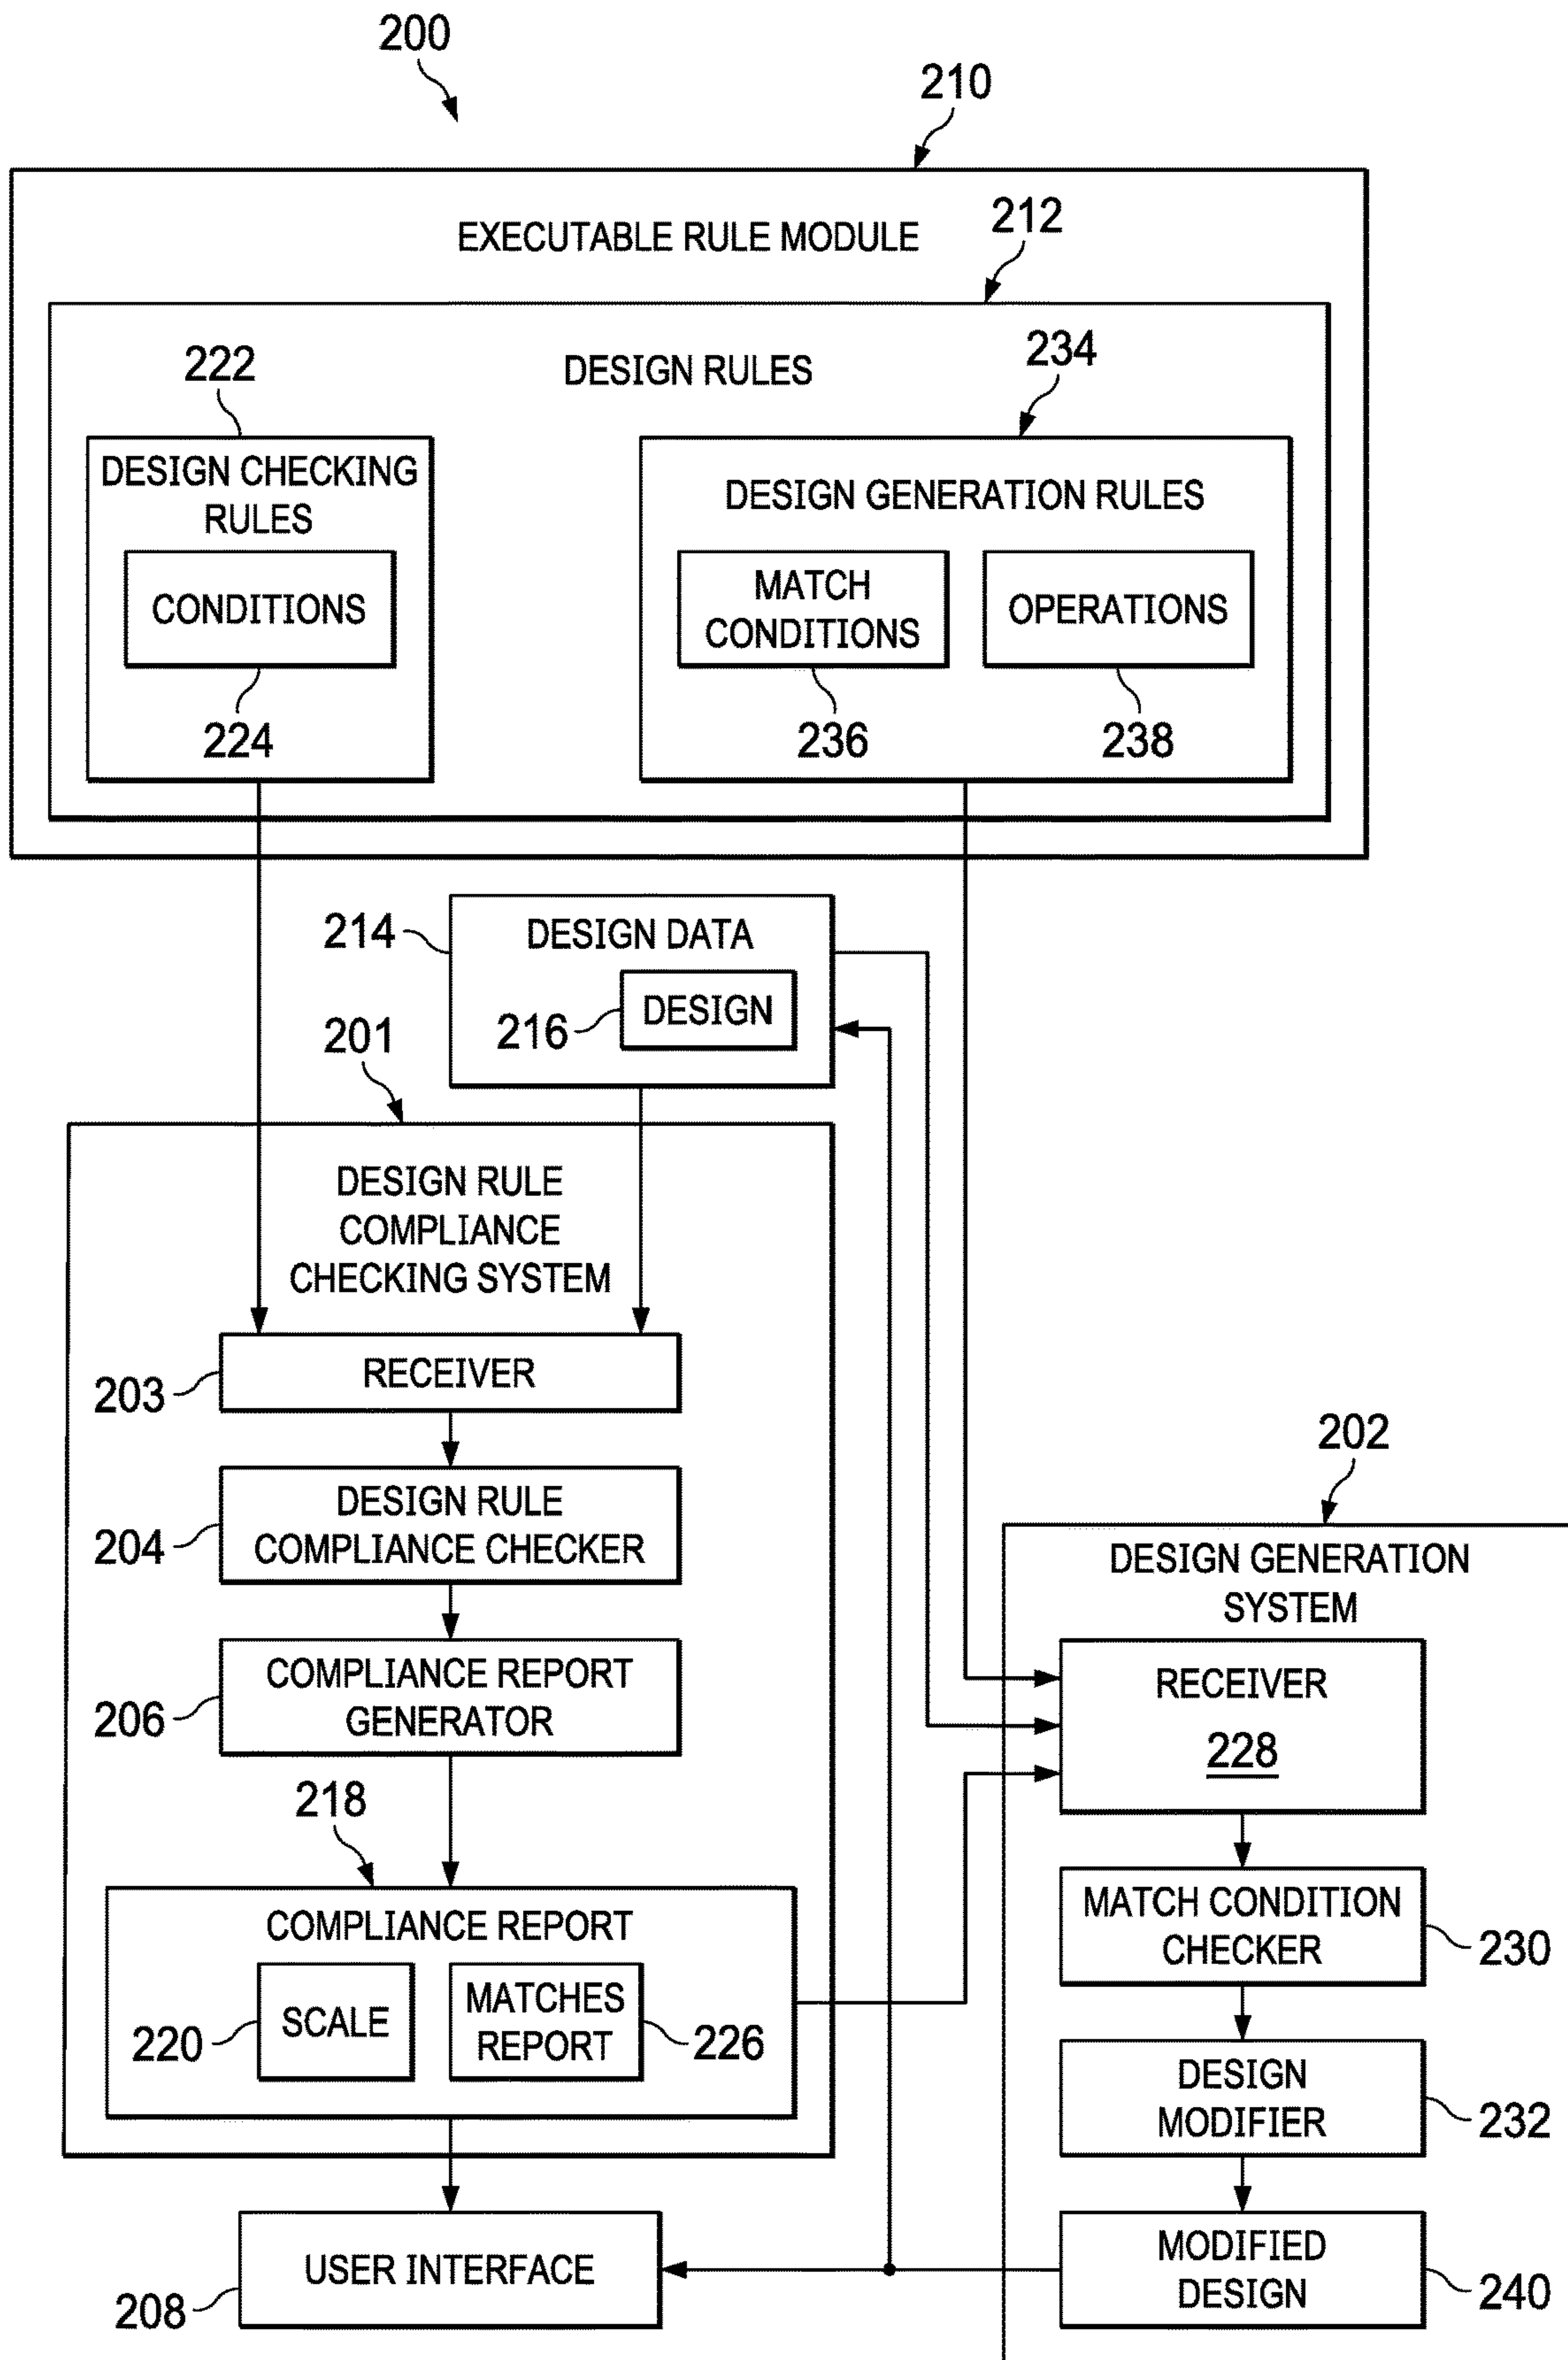 200
210
EXECUTABLE RULE MODULE
212
DESIGN RULES
222
234
DESIGN CHECKING
RULES
CONDITIONS
224
DESIGN GENERATION RULES
MATCH
CONDITIONS
OPERATIONS
236
238
214
DESIGN DATA
216
DESIGN
201
DESIGN RULE
COMPLIANCE
CHECKING SYSTEM
203
RECEIVER
204
DESIGN RULE
COMPLIANCE CHECKER
206
COMPLIANCE REPORT
GENERATOR
218
COMPLIANCE REPORT
220
SCALE
MATCHES
REPORT
226
USER INTERFACE
208
202
DESIGN GENERATION
SYSTEM
RECEIVER
228
MATCH CONDITION
CHECKER
230
DESIGN
MODIFIER
232
MODIFIED
DESIGN
240